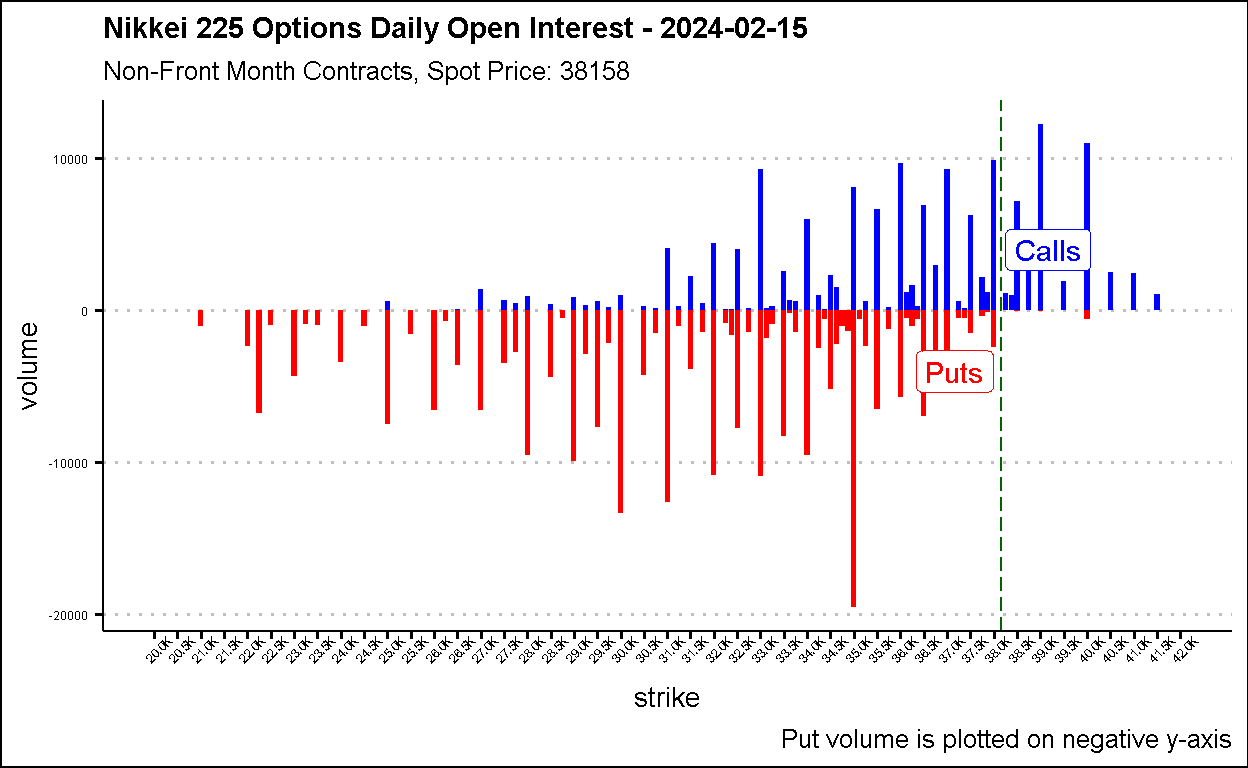 Nikkei 225 Options Daily Open Interest - 2024-02-15
Non-Front Month Contracts, Spot Price: 38158
10000
0
-10000
-20000
volume
Calls
Puts
20.0K 20.5K 21.0K 21.5K 22.0K 22.5K 23.0K 23.5K 24.0K 24.5K 25.0K 25.5K 26.0K 26.5K 27.0K 27.5K 28.0K 28.5K 29.0K 29.5K 30.0K 30.5K 31.0K 31.5K 32.0K 32.5K 33.0K 33.5K 34.0K 34.5K 35.0K 35.5K 36.0K 36.5K 37.0K 37.5K 38.0K 38.5K 39.0K 39.5K 40.0K 40.5K 41.0K 41.5K 42.0K
strike
Put volume is plotted on negative y-axis